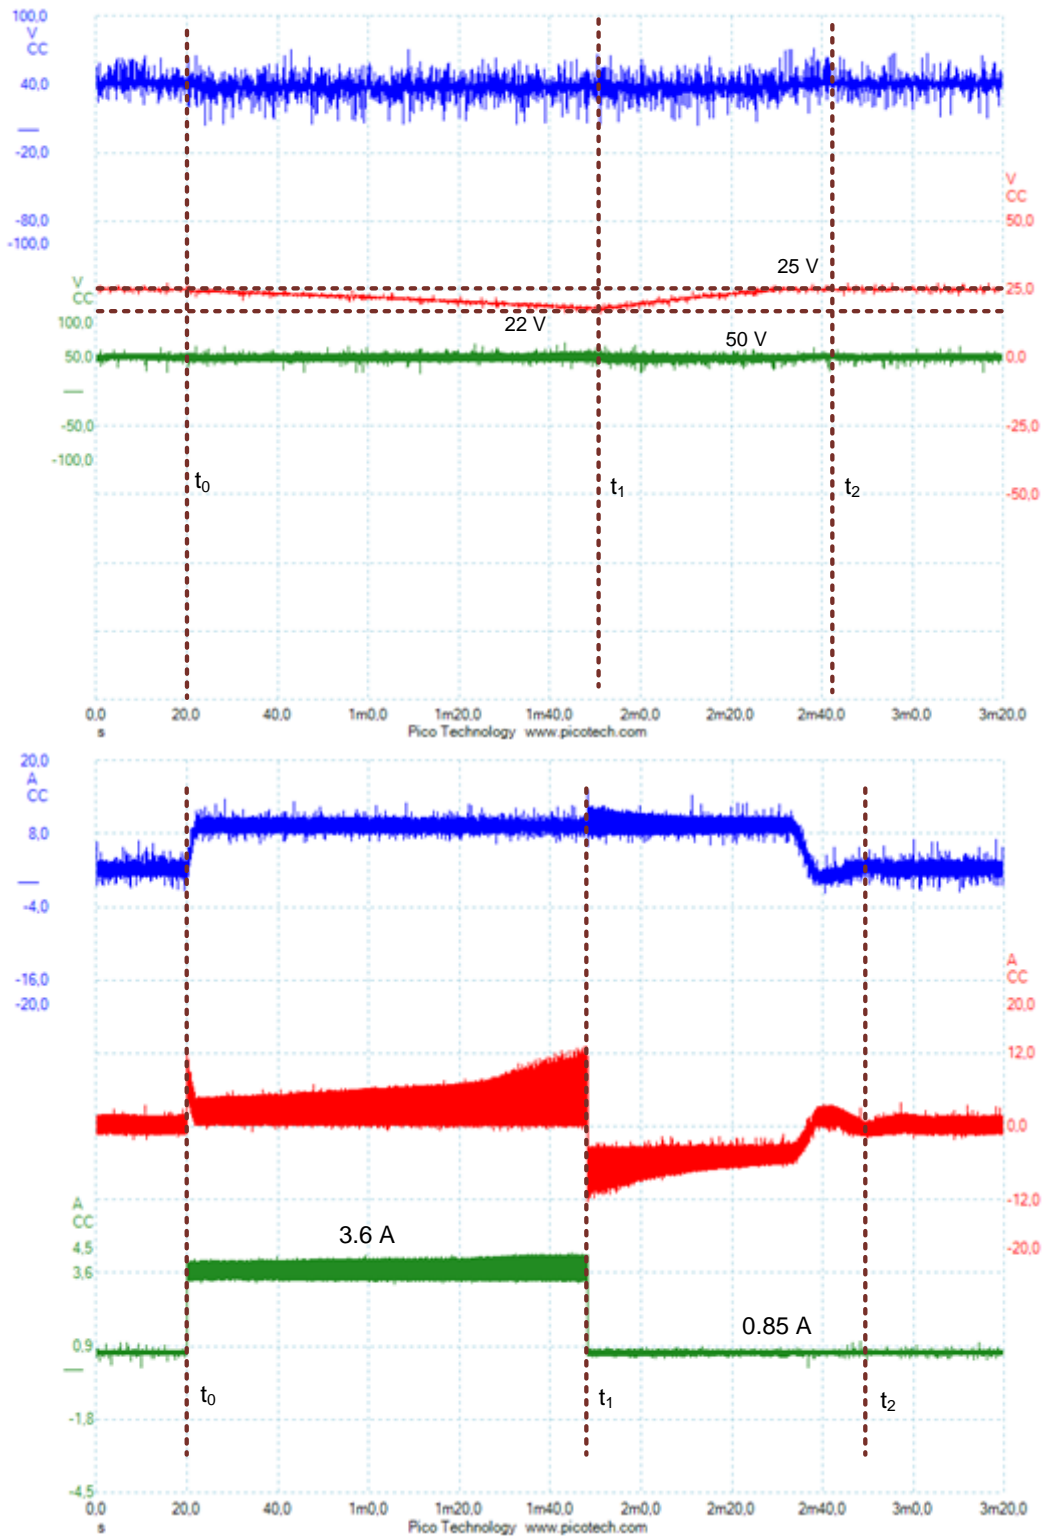 100,0
V
CC
40,0
-20,0
-80,0
-100,0
V
CC
50,0
25 V
25,0
V
CC
22 V
100,0
50 V
50,0
0,0
-50,0
-25,0
-100,0
t0
t1
t2
-50,0
0,0 20,0 40,0 1m0,0 1m20,0 1m40,0 2m0,0 2m20,0 2m40,0 3m0,0 3m20,0
s
Pico Technology www.picotech.com
20,0
A
CC
8,0
-4,0
-16,0
-20,0
A
CC
20,0
12,0
0,0
-12,0
-20,0
A
CC
4.5
3,6
3.6 A
0.85 A
0.9
t0
t1
t2
-1,8
-4,5
0,0 20,0 40,0 1m0,0 1m20,0 1m40,0 2m0,0 2m20,0 2m40,0 3m0,0 3m20,0
s
Pico Technology www.picotech.com